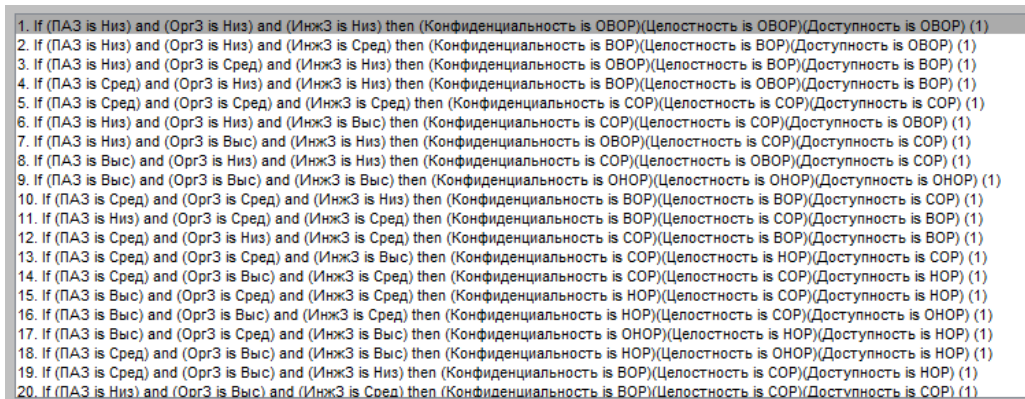 1. If (ПАЗ is Низ) and (ОргЗ is Низ) and (ИнжЗ is Низ) then (Конфиденциальность is ОВОР)(Целостность is ОВОР)(Доступность is ОВОР) (1)
2. If (ПАЗ is Низ) and (ОргЗ is Низ) and (ИнжЗ is Сред) then (Конфиденциальность is ВОР)(Целостность is ВОР)(Доступность is ОВОР) (1)
3. If (ПАЗ is Низ) and (ОргЗ is Сред) and (ИнжЗ is Низ) then (Конфиденциальность is ОВОР)(Целостность is ВОР)(Доступность is ВОР) (1)
4. If (ПАЗ is Сред) and (ОргЗ is Низ) and (ИнжЗ is Низ) then (Конфиденциальность is ВОР)(Целостность is ОВОР)(Доступность is ВОР) (1)
5. If (ПАЗ is Сред) and (ОргЗ is Сред) and (ИнжЗ is Сред) then (Конфиденциальность is СОР)(Целостность is СОР)(Доступность is СОР) (1)
6. If (ПАЗ is Низ) and (ОргЗ is Низ) and (ИнжЗ is Выс) then (Конфиденциальность is СОР)(Целостность is СОР)(Доступность is ОВОР) (1)
7. If (ПАЗ is Низ) and (ОргЗ is Выс) and (ИнжЗ is Низ) then (Конфиденциальность is ОВОР)(Целостность is СОР)(Доступность is СОР) (1)
8. If (ПАЗ is Выс) and (ОргЗ is Низ) and (ИнжЗ is Низ) then (Конфиденциальность is СОР)(Целостность is ОВОР)(Доступность is СОР) (1)
9. If (ПАЗ is Выс) and (ОргЗ is Выс) and (ИнжЗ is Выс) then (Конфиденциальность is ОНОР)(Целостность is ОНОР)(Доступность is ОНОР) (1)
10. If (ПАЗ is Сред) and (ОргЗ is Сред) and (ИнжЗ is Низ) then (Конфиденциальность is ВОР)(Целостность is ВОР)(Доступность is СОР) (1)
11. If (ПАЗ is Низ) and (ОргЗ is Сред) and (ИнжЗ is Сред) then (Конфиденциальность is ВОР)(Целостность is СОР)(Доступность is ВОР) (1)
12. If (ПАЗ is Сред) and (ОргЗ is Низ) and (ИнжЗ is Сред) then (Конфиденциальность is СОР)(Целостность is ВОР)(Доступность is ВОР) (1)
13. If (ПАЗ is Сред) and (ОргЗ is Сред) and (ИнжЗ is Выс) then (Конфиденциальность is СОР)(Целостность is НОР)(Доступность is СОР) (1)
14. If (ПАЗ is Сред) and (ОргЗ is Выс) and (ИнжЗ is Сред) then (Конфиденциальность is СОР)(Целостность is СОР)(Доступность is НОР) (1)
15. If (ПАЗ is Выс) and (ОргЗ is Сред) and (ИнжЗ is Сред) then (Конфиденциальность is НОР)(Целостность is СОР)(Доступность is НОР) (1)
16. If (ПАЗ is Выс) and (ОргЗ is Выс) and (ИнжЗ is Сред) then (Конфиденциальность is НОР)(Целостность is СОР)(Доступность is ОНОР) (1)
17. If (ПАЗ is Выс) and (ОргЗ is Сред) and (ИнжЗ is Выс) then (Конфиденциальность is ОНОР)(Целостность is НОР)(Доступность is НОР) (1)
18. If (ПАЗ is Сред) and (ОргЗ is Выс) and (ИнжЗ is Выс) then (Конфиденциальность is НОР)(Целостность is ОНОР)(Доступность is НОР) (1)
19. If (ПАЗ is Сред) and (ОргЗ is Выс) and (ИнжЗ is Низ) then (Конфиденциальность is ВОР)(Целостность is СОР)(Доступность is НОР) (1)
20. If (ПАЗ is Низ) and (ОргЗ is Выс) and (ИнжЗ is Сред) then (Конфиденциальность is ВОР)(Целостность is СОР)(Доступность is СОР) (1)